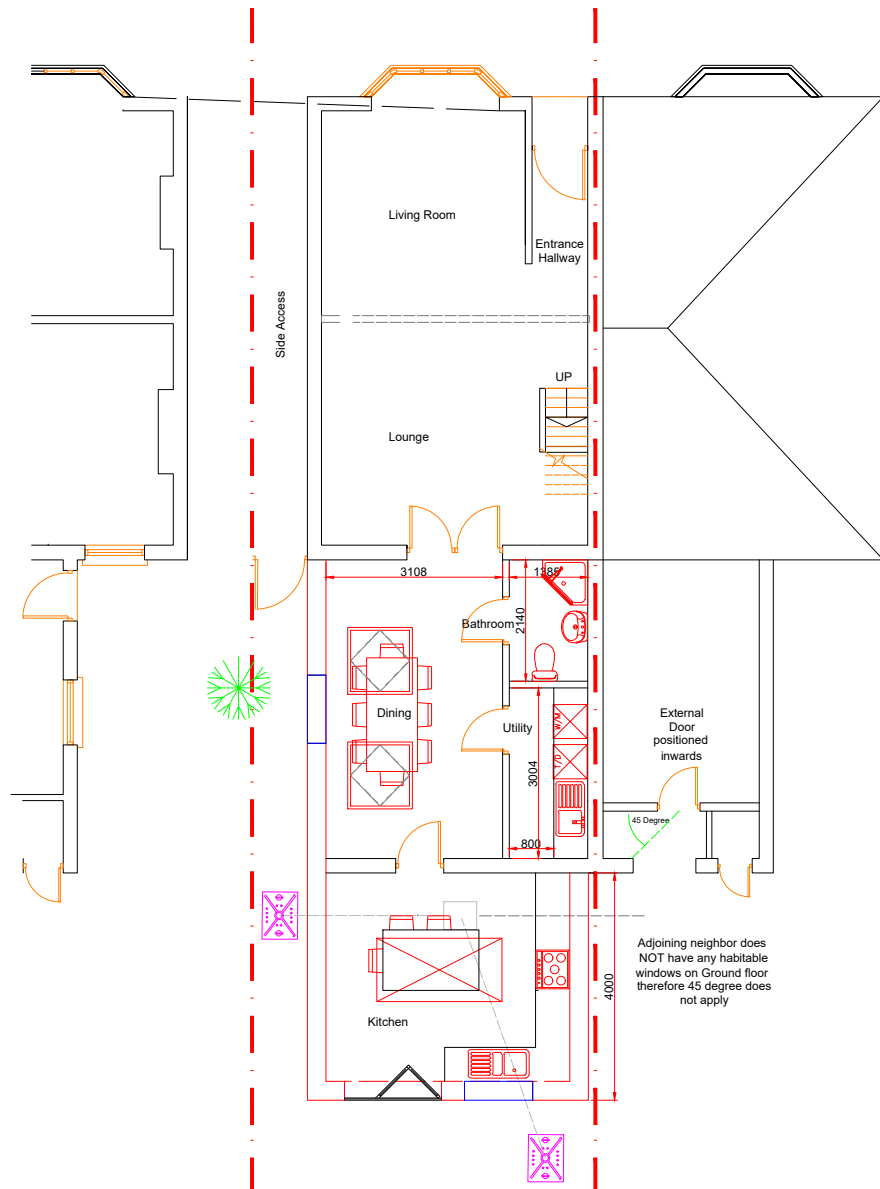 Living Room
Entrance
Hallway
Side Access
UP
Lounge
3108
1385
Bathroom
2140
Dining
Utility
W/M
T/D
3004
800
External
Door
positioned
inwards
45 Degree
Adjoining neighbor does
NOT have any habitable
windows on Ground floor
therefore 45 degree does
not apply
4000
Kitchen